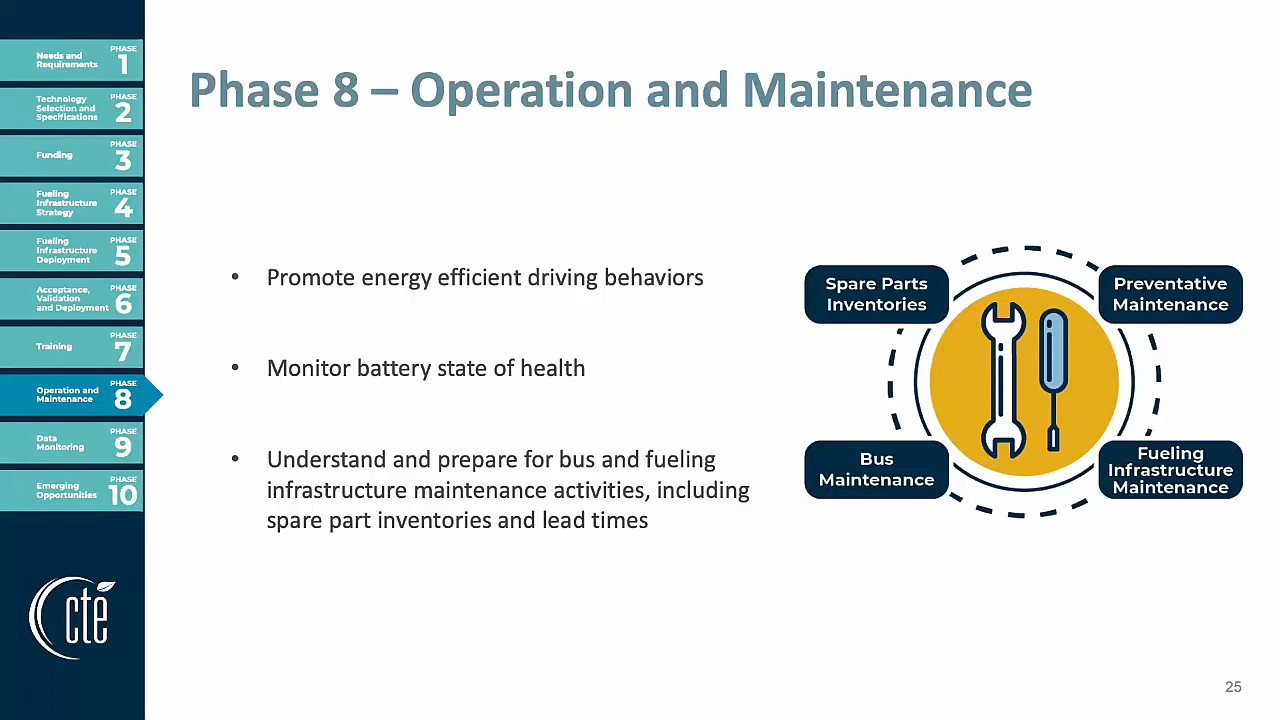 Needs and
Requirements
PHASE
1
Technology
Selection and
Specifications
PHASE
2
Funding
PHASE
3
Fueling
Infrastructure
Strategy
PHASE
4
Fueling
Infrastructure
Deployment
PHASE
5
Acceptance,
Validation
and Deployment
PHASE
6
Training
PHASE
7
Operation and
Maintenance
PHASE
8
Data
Monitoring
PHASE
9
Emerging
Opportunities
PHASE
10
cte
Phase 8 – Operation and Maintenance
• Promote energy efficient driving behaviors
• Monitor battery state of health
• Understand and prepare for bus and fueling
infrastructure maintenance activities, including
spare part inventories and lead times
Spare Parts
Inventories
Preventative
Maintenance
Bus
Maintenance
Fueling
Infrastructure
Maintenance
25